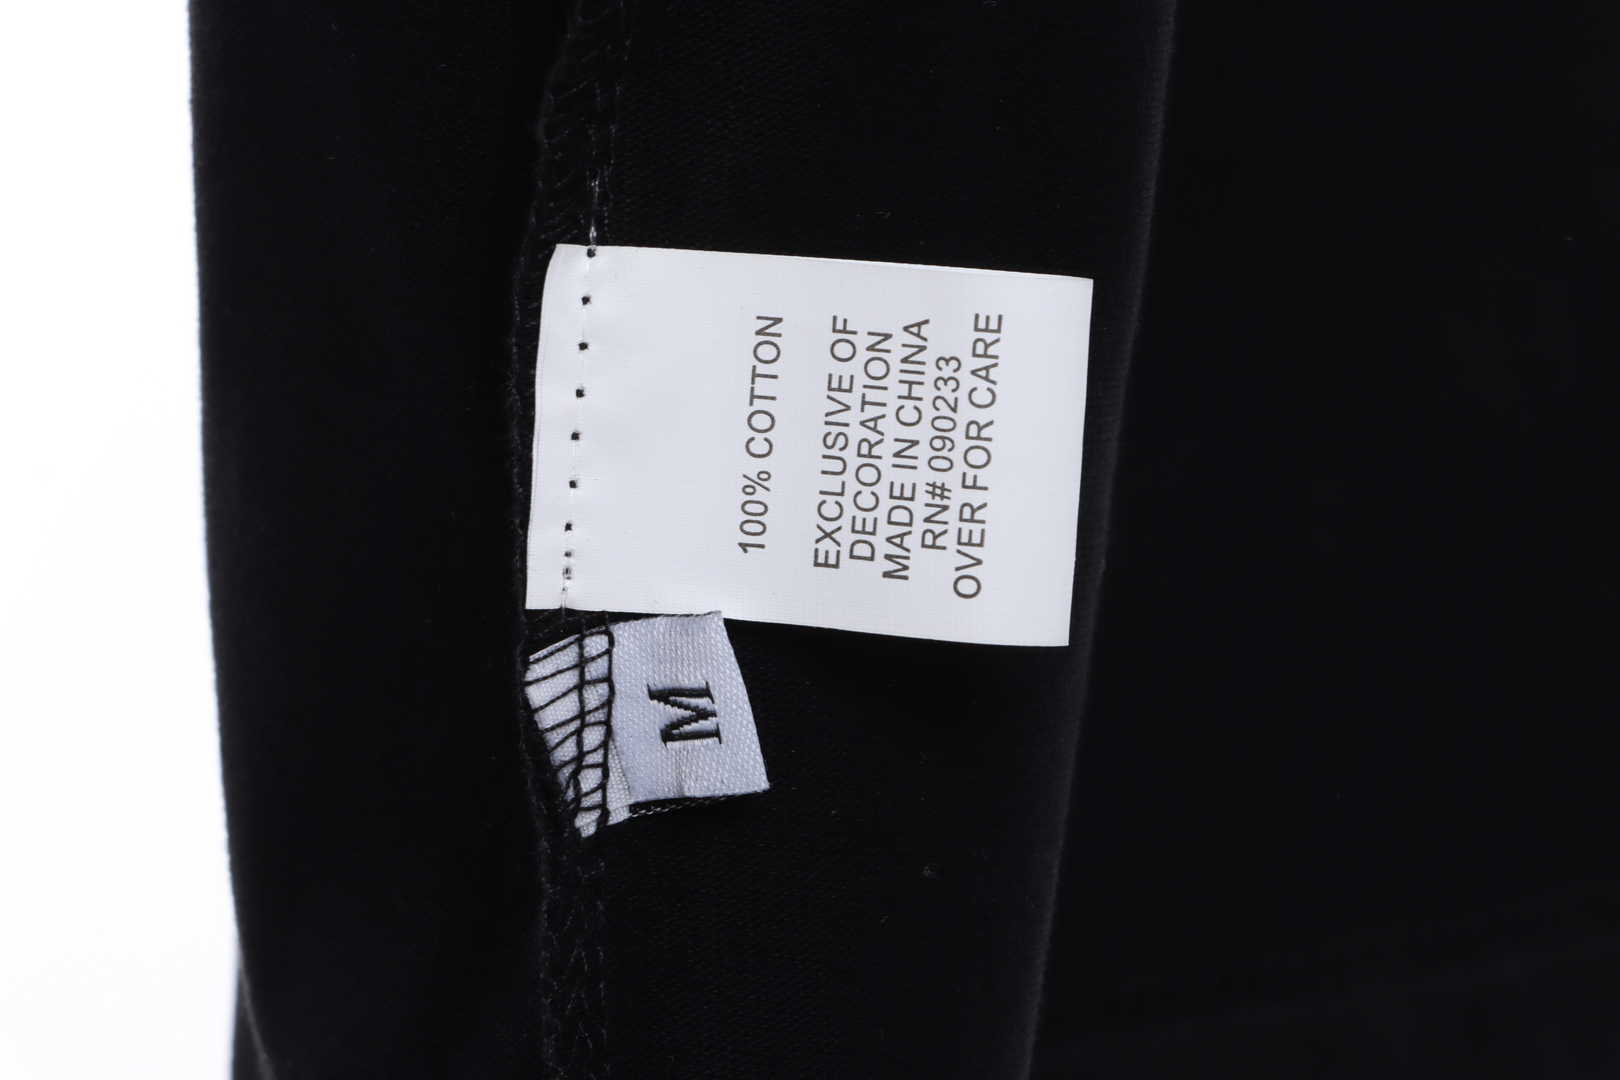 100% COTTON
EXCLUSIVE OF
DECORATION
MADE IN CHINA
RN# 090233
OVER FOR CARE
M